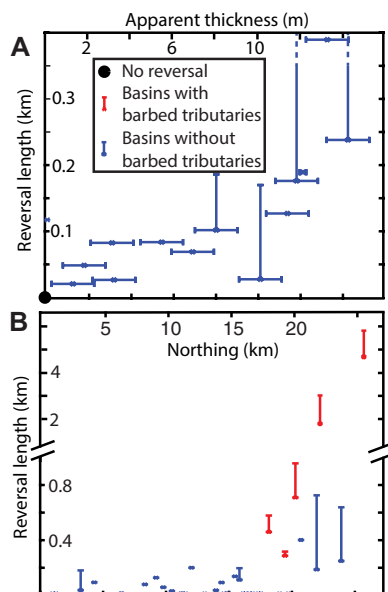 Apparent thickness (m)
A
2 4 6 8 10
No reversal
Basins with
barbed tributaries
Basins without
barbed tributaries
0.3
0.2
0.1
Reversal length (km)
B
5 10 15 20
Northing (km)
4
2
0.8
0.4
Reversal length (km)